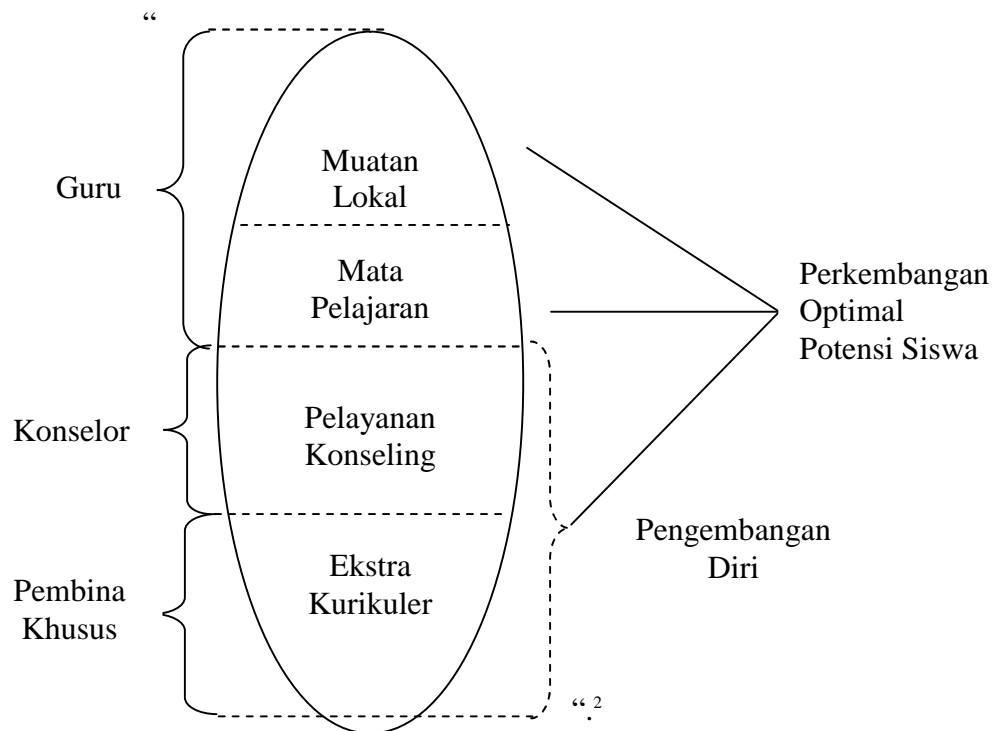 “
Muatan
Lokal
Guru
Mata
Pelajaran
Perkembangan
Optimal
Potensi Siswa
Konselor
Pelayanan
Konseling
Pengembangan
Diri
Ekstra
Kurikuler
Pembina
Khusus
“.2